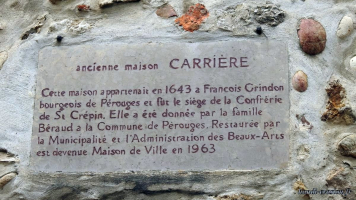 ancienne maison CARRIÈRE
Cette maison appartenait en 1643 à François Grindon
bourgeois de Pérouges et fût le siège de la Confrérie
de St Crépin. Elle a été donnée par la famille
Béraud à la Commune de Pérouges. Restaurée par
la Municipalité et l'Administration des Beaux-Arts
est devenue Maison de Ville en 1963